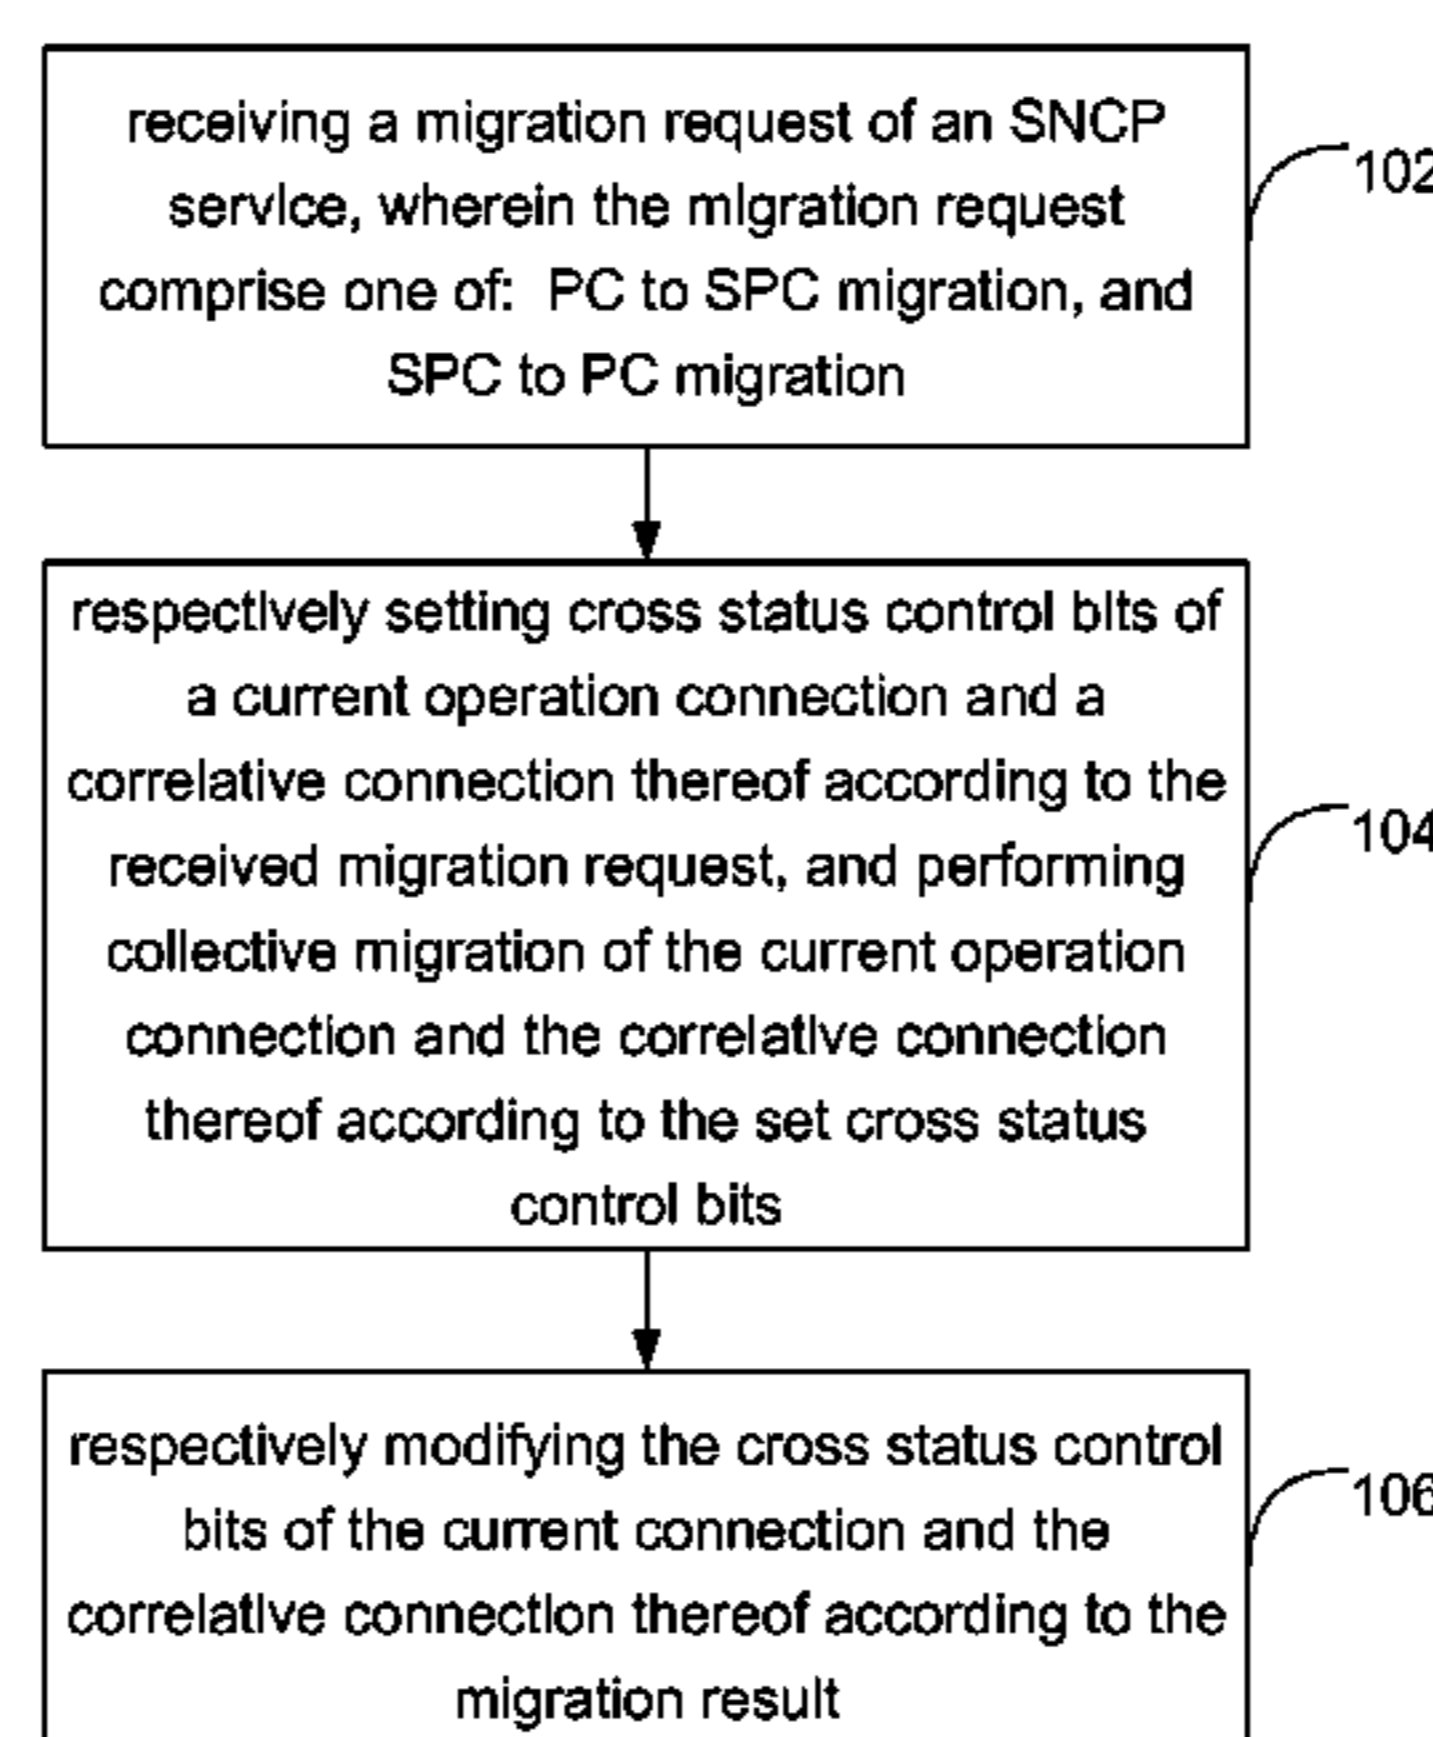 receiving a migration request of an SNCP
service, wherein the migration request
comprise one of: PC to SPC migration, and
SPC to PC migration
102
respectively setting cross status control bits of
a current operation connection and a
correlative connection thereof according to the
received migration request, and performing
collective migration of the current operation
connection and the correlative connection
thereof according to the set cross status
control bits
104
respectively modifying the cross status control
bits of the current connection and the
correlative connection thereof according to the
migration result
106